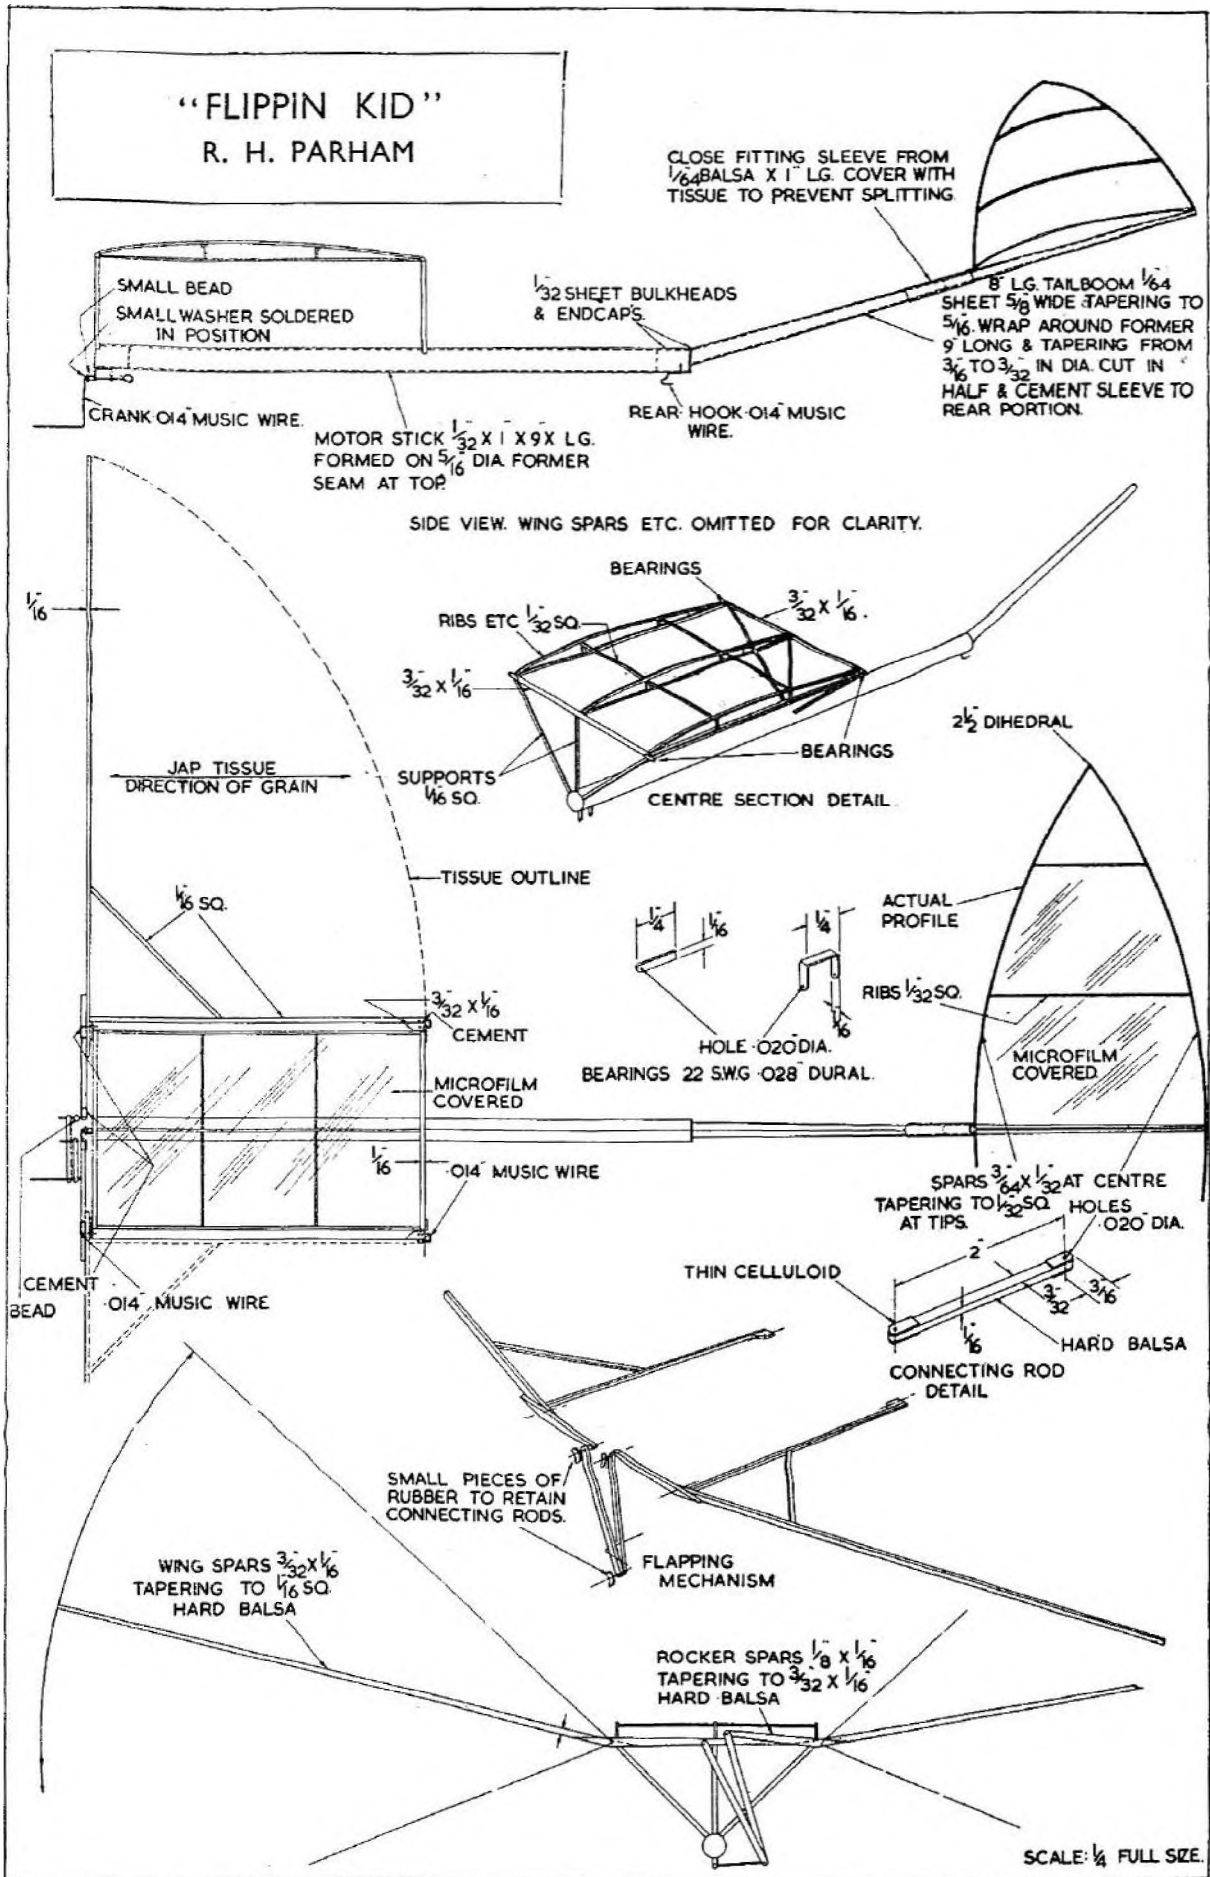 "FLIPPIN KID"
R. H. PARHAM
CLOSE FITTING SLEEVE FROM
1/64" BALSA X 1" LG. COVER WITH
TISSUE TO PREVENT SPLITTING.
SMALL BEAD
SMALL WASHER SOLDERED
IN POSITION
1/32" SHEET BULKHEADS
& ENDCAPS.
8" LG. TAILBOOM 1/64"
SHEET 5/8" WIDE TAPERING TO
5/16". WRAP AROUND FORMER
9" LONG & TAPERING FROM
3/16" TO 3/32" IN DIA. CUT IN
HALF & CEMENT SLEEVE TO
REAR PORTION.
CRANK ·014" MUSIC WIRE.
REAR HOOK ·014" MUSIC
WIRE.
MOTOR STICK 1/32" X 1" X 9" X LG.
FORMED ON 5/16" DIA. FORMER
SEAM AT TOP.
SIDE VIEW. WING SPARS ETC. OMITTED FOR CLARITY.
BEARINGS
1/16"
RIBS ETC 1/32" SQ.
3/32" X 1/16".
3/32" X 1/16"
2 1/2" DIHEDRAL
BEARINGS
JAP TISSUE
DIRECTION OF GRAIN
SUPPORTS
1/16" SQ.
CENTRE SECTION DETAIL.
TISSUE OUTLINE
1/16" SQ.
1/4"
1/16"
1/4"
ACTUAL
PROFILE
3/32" X 1/16"
CEMENT
RIBS 1/32" SQ.
1/16
HOLE ·020" DIA.
BEARINGS 22 S.W.G ·028" DURAL.
MICROFILM
COVERED
MICROFILM
COVERED
1/16"
·014" MUSIC WIRE
SPARS 3/64" X 1/32" AT CENTRE
TAPERING TO 1/32" SQ.
AT TIPS.
HOLES
·020" DIA.
2"
THIN CELLULOID
CEMENT
BEAD
·014" MUSIC WIRE
3/16"
3/32"
1/16"
HARD BALSA
CONNECTING ROD
DETAIL
SMALL PIECES OF
RUBBER TO RETAIN
CONNECTING RODS.
FLAPPING
MECHANISM
WING SPARS 3/32" X 1/16"
TAPERING TO 1/16" SQ.
HARD BALSA
ROCKER SPARS 1/8" X 1/16"
TAPERING TO 3/32" X 1/16"
HARD BALSA
SCALE: 1/4 FULL SIZE.